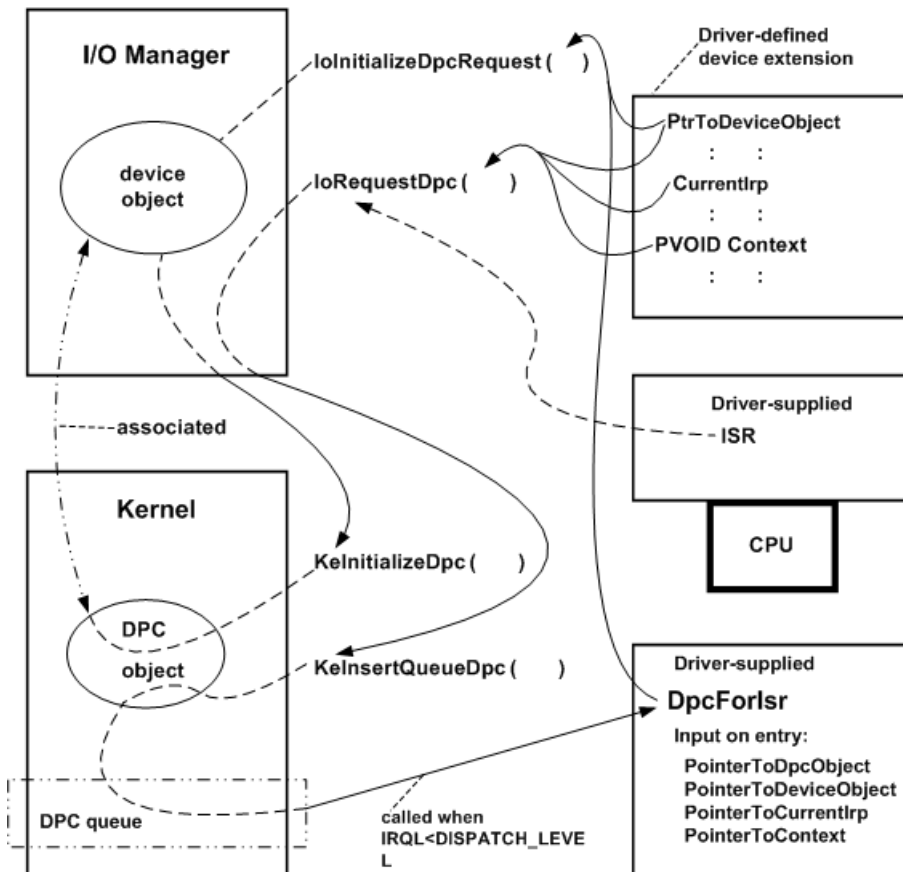 I/O Manager
device
object
IoInitializeDpcRequest ( )
IoRequestDpc ( )
Driver-defined
device extension
PtrToDeviceObject
: :
CurrentIrp
: :
PVOID Context
: :
associated
Driver-supplied
ISR
CPU
Kernel
DPC
object
KeInitializeDpc ( )
KeInsertQueueDpc ( )
DPC queue
called when
IRQL<DISPATCH_LEVE
L
Driver-supplied
DpcForIsr
Input on entry:
PointerToDpcObject
PointerToDeviceObject
PointerToCurrentIrp
PointerToContext